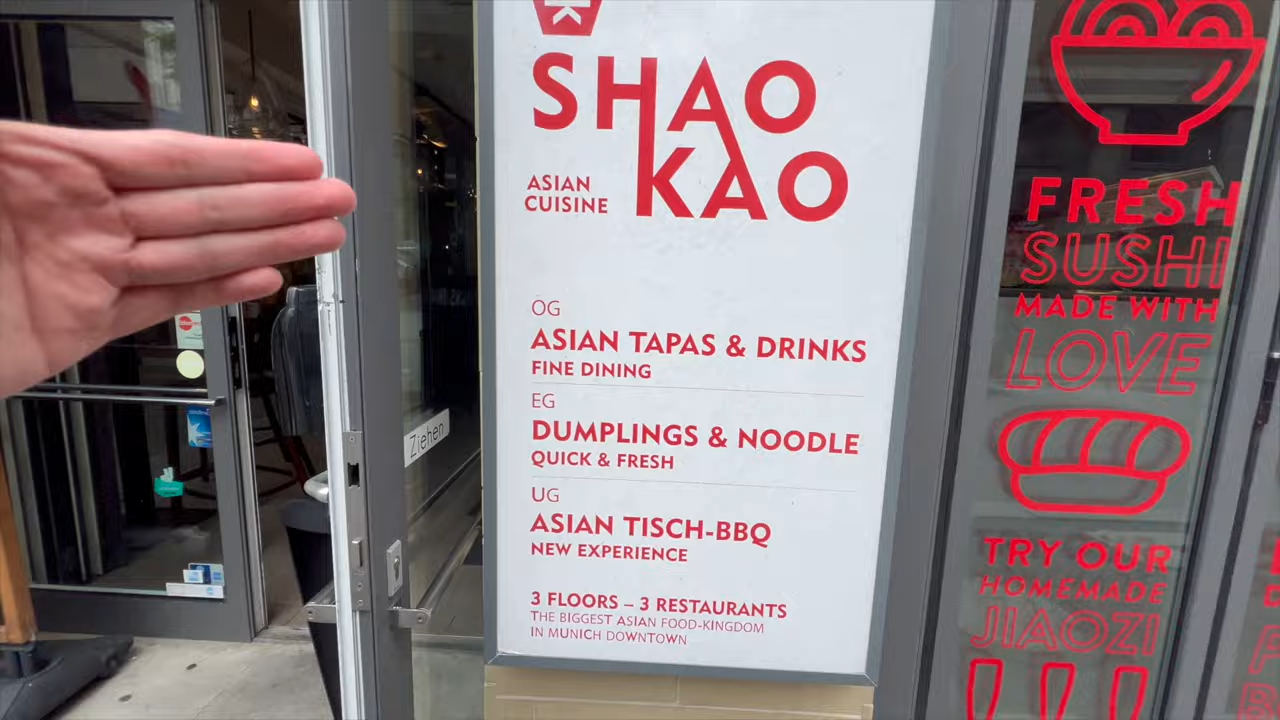 SHAO
KAO
ASIAN
CUISINE
OG
ASIAN TAPAS & DRINKS
FINE DINING
EG
DUMPLINGS & NOODLE
QUICK & FRESH
UG
ASIAN TISCH-BBQ
NEW EXPERIENCE
3 FLOORS – 3 RESTAURANTS
THE BIGGEST ASIAN FOOD-KINGDOM
IN MUNICH DOWNTOWN
Ziehen
FRESH
SUSHI
MADE WITH
LOVE
TRY OUR
HOMEMADE
JIAOZI